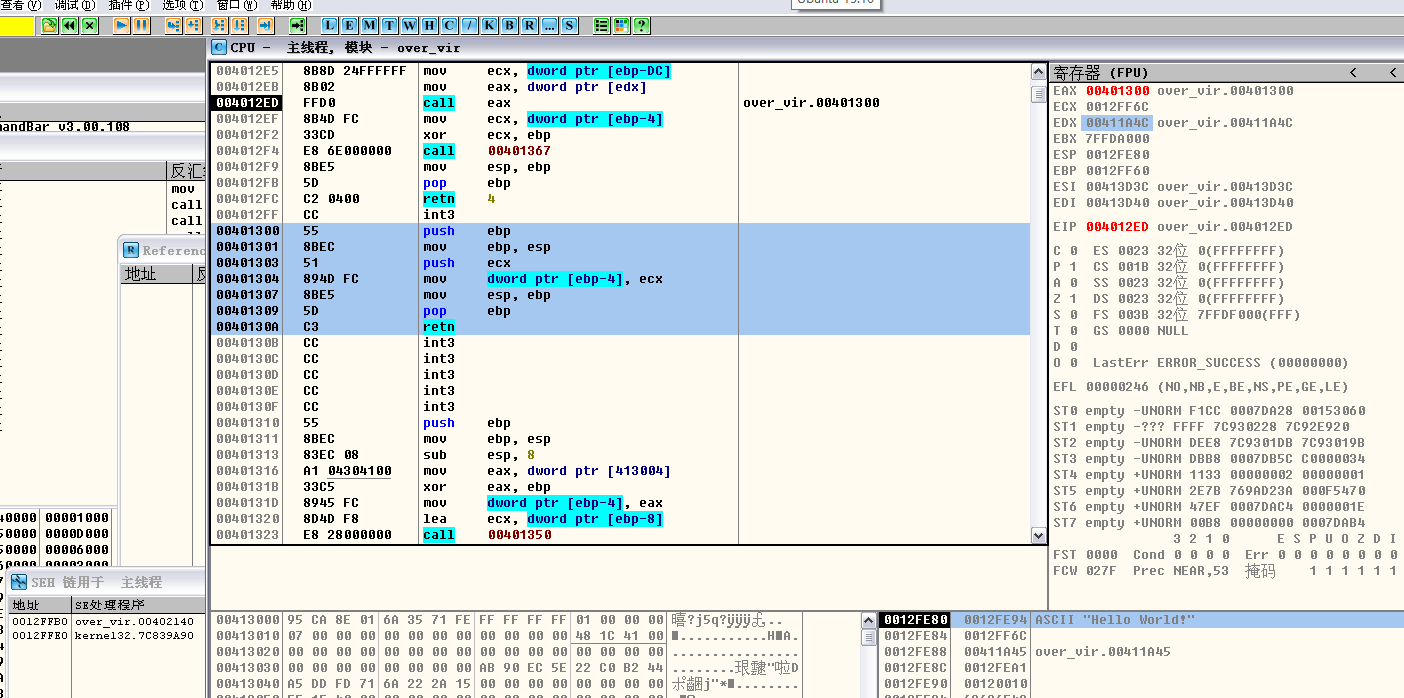 查看(V) 调试(D) 插件(P) 选项(T) 窗口(W) 帮助(H)
Ubuntu 15.10
L E M T W H C / K B R ... S ?
C CPU - 主线程, 模块 - over_vir
004012E5 8B8D 24FFFFFF mov ecx, dword ptr [ebp-DC]
004012EB 8B02 mov eax, dword ptr [edx]
004012ED FFD0 call eax over_vir.00401300
004012EF 8B4D FC mov ecx, dword ptr [ebp-4]
004012F2 33CD xor ecx, ebp
004012F4 E8 6E000000 call 00401367
004012F9 8BE5 mov esp, ebp
004012FB 5D pop ebp
004012FC C2 0400 retn 4
004012FF CC int3
00401300 55 push ebp
00401301 8BEC mov ebp, esp
00401303 51 push ecx
00401304 894D FC mov dword ptr [ebp-4], ecx
00401307 8BE5 mov esp, ebp
00401309 5D pop ebp
0040130A C3 retn
0040130B CC int3
0040130C CC int3
0040130D CC int3
0040130E CC int3
0040130F CC int3
00401310 55 push ebp
00401311 8BEC mov ebp, esp
00401313 83EC 08 sub esp, 8
00401316 A1 04304100 mov eax, dword ptr [413004]
0040131B 33C5 xor eax, ebp
0040131D 8945 FC mov dword ptr [ebp-4], eax
00401320 8D4D F8 lea ecx, dword ptr [ebp-8]
00401323 E8 28000000 call 00401350
寄存器 (FPU) < <
EAX 00401300 over_vir.00401300
ECX 0012FF6C
EDX 00411A4C over_vir.00411A4C
EBX 7FFDA000
ESP 0012FE80
EBP 0012FF60
ESI 00413D3C over_vir.00413D3C
EDI 00413D40 over_vir.00413D40
EIP 004012ED over_vir.004012ED
C 0 ES 0023 32位 0(FFFFFFFF)
P 1 CS 001B 32位 0(FFFFFFFF)
A 0 SS 0023 32位 0(FFFFFFFF)
Z 1 DS 0023 32位 0(FFFFFFFF)
S 0 FS 003B 32位 7FFDF000(FFF)
T 0 GS 0000 NULL
D 0
O 0 LastErr ERROR_SUCCESS (00000000)
EFL 00000246 (NO,NB,E,BE,NS,PE,GE,LE)
ST0 empty -UNORM F1CC 0007DA28 00153060
ST1 empty -??? FFFF 7C930228 7C92E920
ST2 empty -UNORM DEE8 7C9301DB 7C93019B
ST3 empty -UNORM DBB8 0007DB5C C0000034
ST4 empty +UNORM 1133 00000002 00000001
ST5 empty +UNORM 2E7B 769AD23A 000F5470
ST6 empty +UNORM 47EF 0007DAC4 0000001E
ST7 empty +UNORM 00B8 00000000 0007DAB4
3 2 1 0 E S P U O Z D I
FST 0000 Cond 0 0 0 0 Err 0 0 0 0 0 0 0 0
FCW 027F Prec NEAR,53 掩码 1 1 1 1 1 1
andBar v3.00.108
反汇
mov
call
call
R Referenc
地址 反
40000 00001000
50000 0000D000
50000 00006000
SEH 链用于 主线程
地址 SE处理程序
0012FFB0 over_vir.00402140
0012FFE0 kernel32.7C839A90
00413000 95 CA 8E 01 6A 35 71 FE FF FF FF FF 01 00 00 00
00413010 07 00 00 00 00 00 00 00 00 00 00 00 48 1C 41 00
00413020 00 00 00 00 00 00 00 00 00 00 00 00 00 00 00 00
00413030 00 00 00 00 00 00 00 00 AB 90 EC 5E 22 C0 B2 44
00413040 A5 DD FD 71 6A 22 2A 15 00 00 00 00 00 00 00 00
0012FE80 0012FE94 ASCII "Hello World!"
0012FE84 0012FF6C
0012FE88 00411A45 over_vir.00411A45
0012FE8C 0012FEA1
0012FE90 00120010